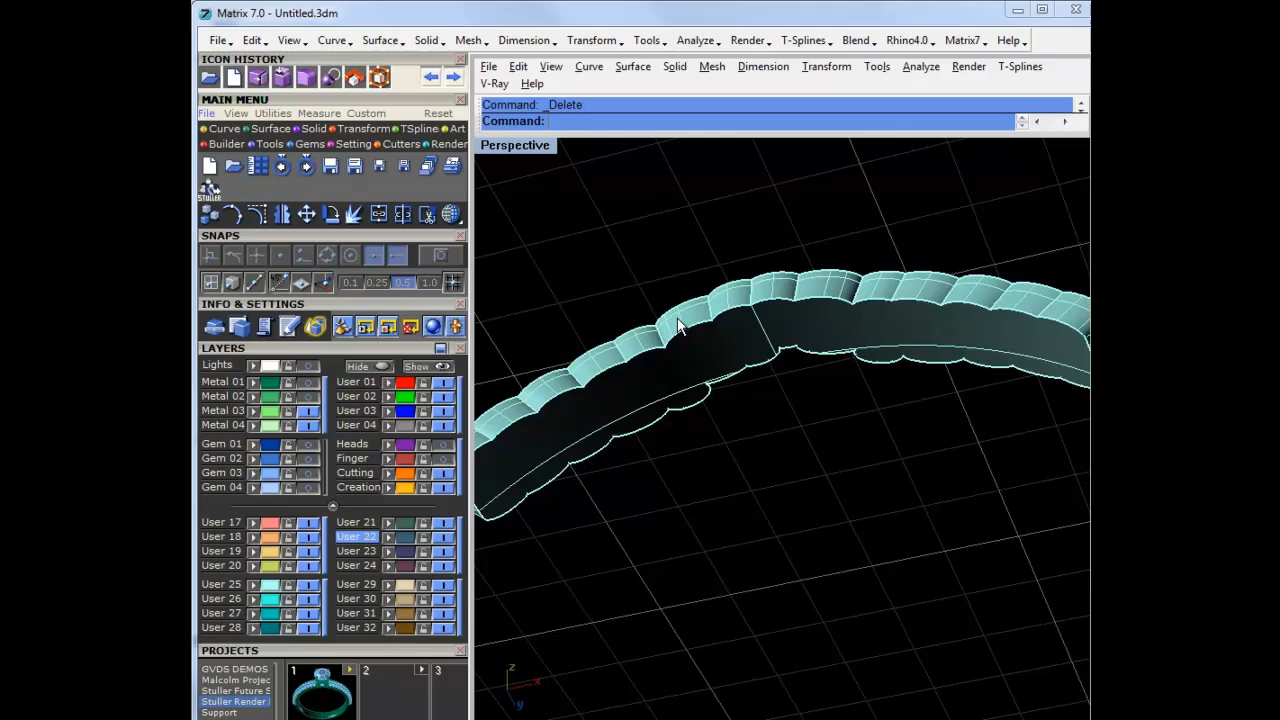 Matrix 7.0 - Untitled.3dm
File Edit View Curve Surface Solid Mesh Dimension Transform Tools Analyze Render T-Splines Blend Rhino4.0 Matrix7 Help
ICON HISTORY
MAIN MENU
File View Utilities Measure Custom Reset
Curve Surface Solid Transform TSpline Art
Builder Tools Gems Setting Cutters Render
STULLER
SNAPS
0.1 0.25 0.5 1.0
INFO & SETTINGS
LAYERS
Lights Hide Show
Metal 01 User 01
Metal 02 User 02
Metal 03 User 03
Metal 04 User 04
Gem 01 Heads
Gem 02 Finger
Gem 03 Cutting
Gem 04 Creation
User 17 User 21
User 18 User 22
User 19 User 23
User 20 User 24
User 25 User 29
User 26 User 30
User 27 User 31
User 28 User 32
PROJECTS
GVDS DEMOS
Malcolm Projec
Stuller Future S
Stuller Render
Support
1 2 3
File Edit View Curve Surface Solid Mesh Dimension Transform Tools Analyze Render T-Splines
V-Ray Help
Command: _Delete
Command:
Perspective
z
x
y